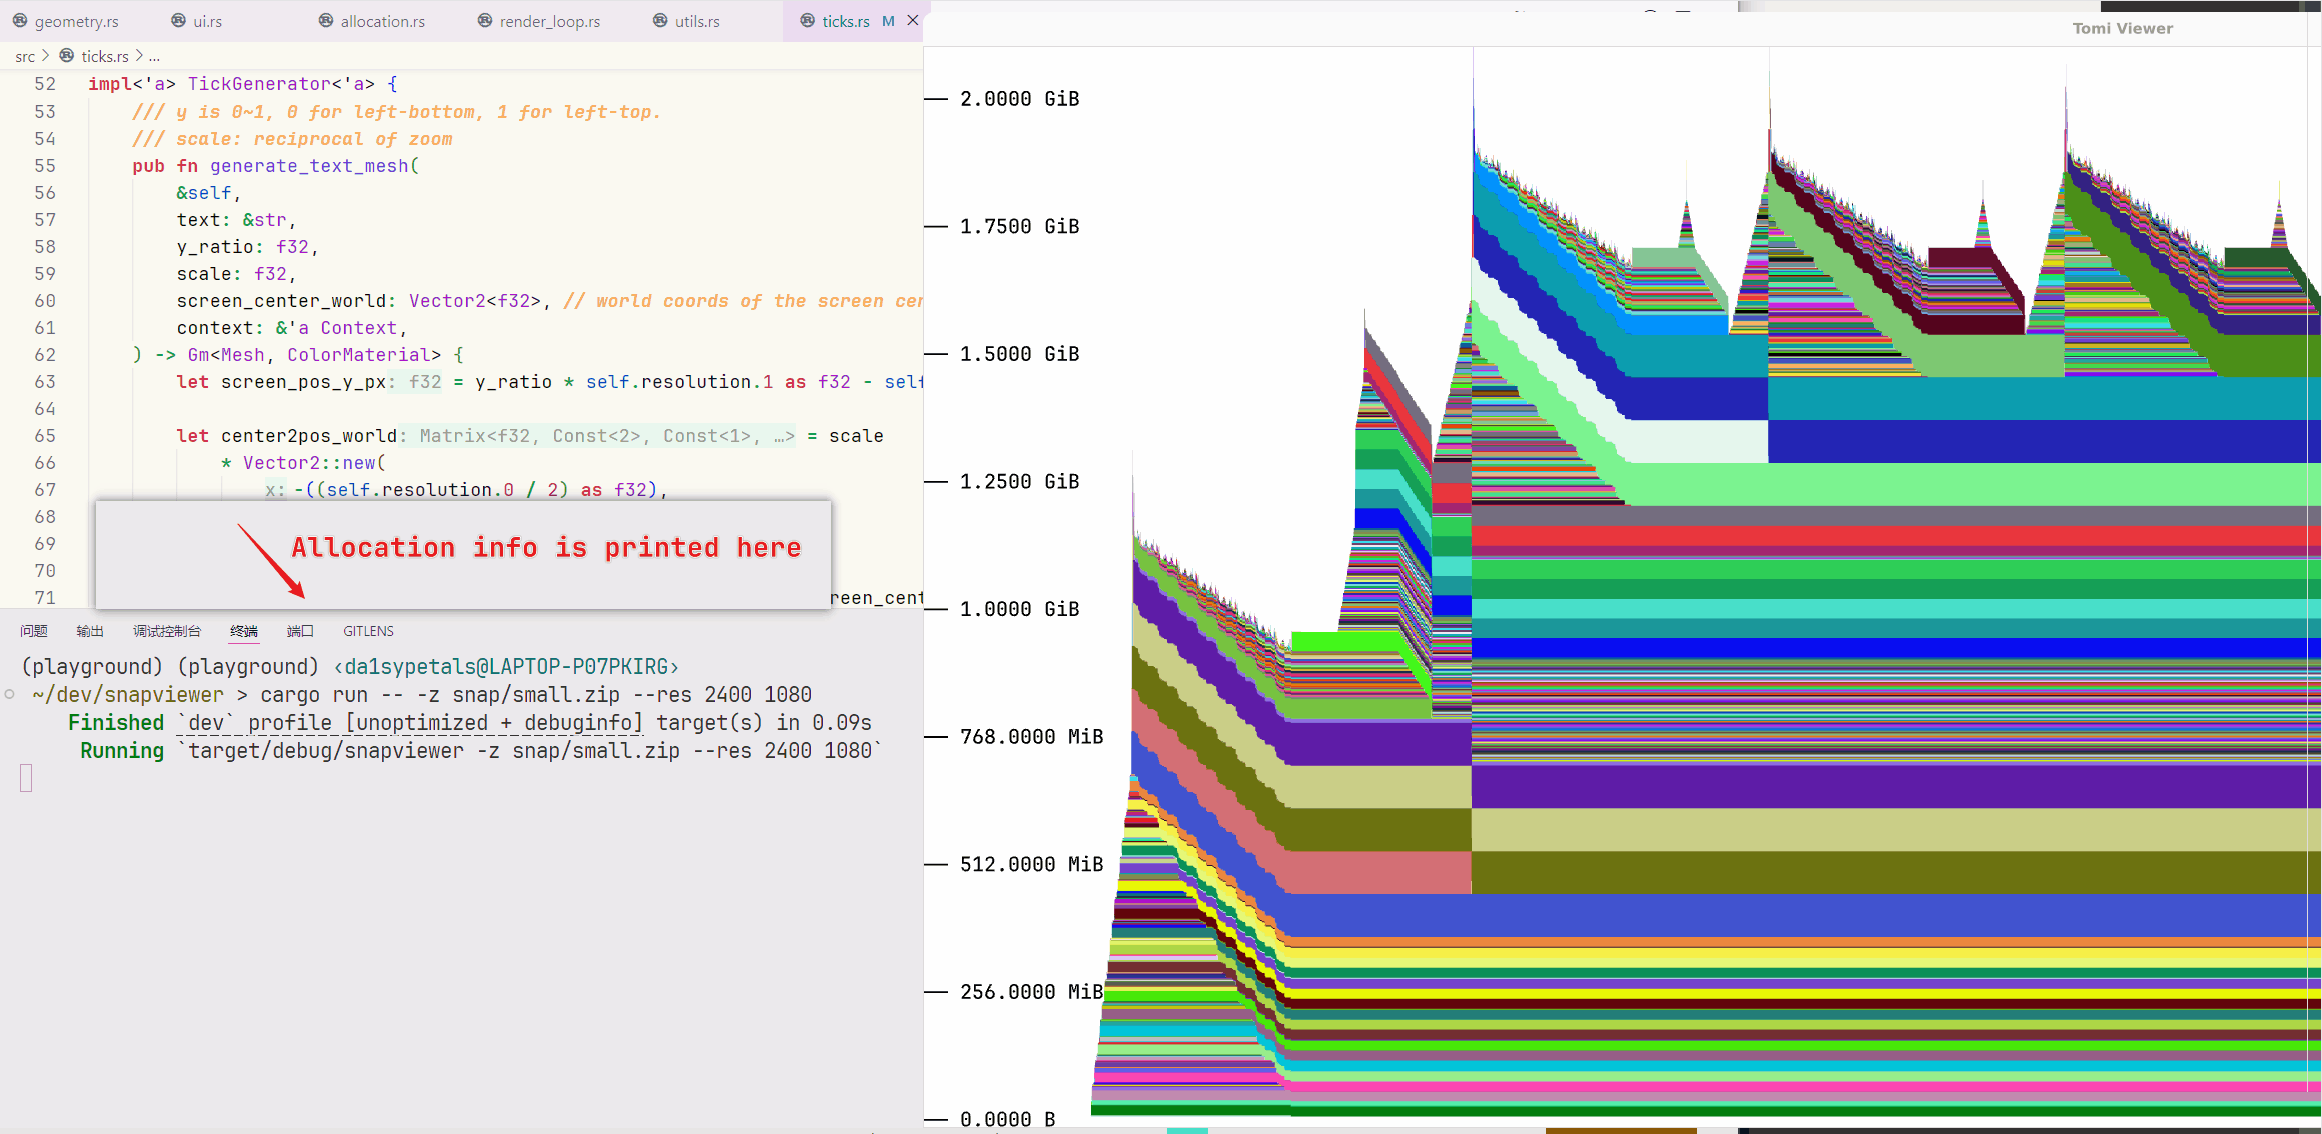 geometry.rs
ui.rs
allocation.rs
render_loop.rs
utils.rs
ticks.rs M
src > ticks.rs > ...
52 impl<'a> TickGenerator<'a> {
53 /// y is 0~1, 0 for left-bottom, 1 for left-top.
54 /// scale: reciprocal of zoom
55 pub fn generate_text_mesh(
56 &self,
57 text: &str,
58 y_ratio: f32,
59 scale: f32,
60 screen_center_world: Vector2<f32>, // world coords of the screen cer
61 context: &'a Context,
62 ) -> Gm<Mesh, ColorMaterial> {
63 let screen_pos_y_px: f32 = y_ratio * self.resolution.1 as f32 - self
64
65 let center2pos_world: Matrix<f32, Const<2>, Const<1>, …> = scale
66 * Vector2::new(
67 x: -((self.resolution.0 / 2) as f32),
68
69
70
71 reen_cent
Allocation info is printed here
问题
输出
调试控制台
终端
端口
GITLENS
(playground) (playground) <da1sypetals@LAPTOP-P07PKIRG>
~/dev/snapviewer > cargo run -- -z snap/small.zip --res 2400 1080
Finished `dev` profile [unoptimized + debuginfo] target(s) in 0.09s
Running `target/debug/snapviewer -z snap/small.zip --res 2400 1080`
Tomi Viewer
2.0000 GiB
1.7500 GiB
1.5000 GiB
1.2500 GiB
1.0000 GiB
768.0000 MiB
512.0000 MiB
256.0000 MiB
0.0000 B